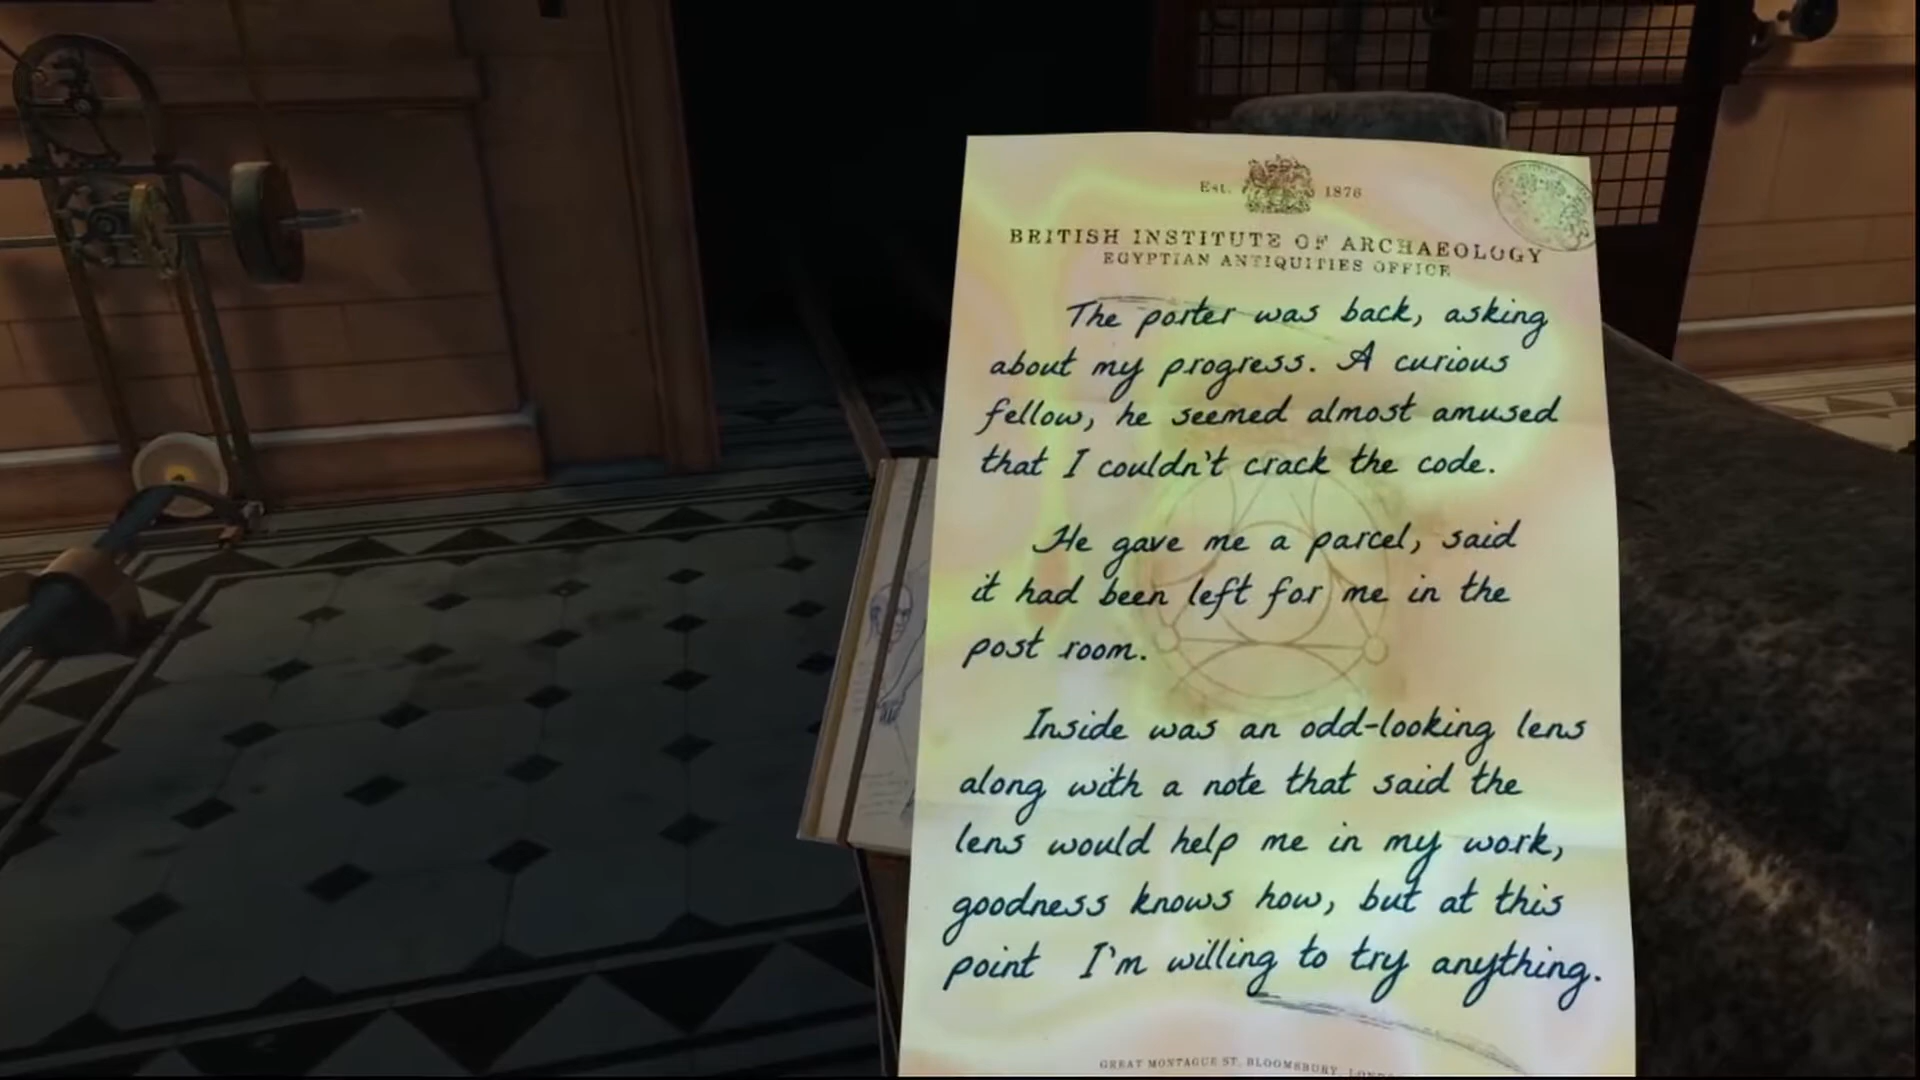 Est. 1876
BRITISH INSTITUTE OF ARCHAEOLOGY
EGYPTIAN ANTIQUITIES OFFICE
The porter was back, asking
about my progress. A curious
fellow, he seemed almost amused
that I couldn't crack the code.
He gave me a parcel, said
it had been left for me in the
post room.
Inside was an odd-looking lens
along with a note that said the
lens would help me in my work,
goodness knows how, but at this
point I'm willing to try anything.
GREAT MONTAGUE ST. BLOOMSBURY,